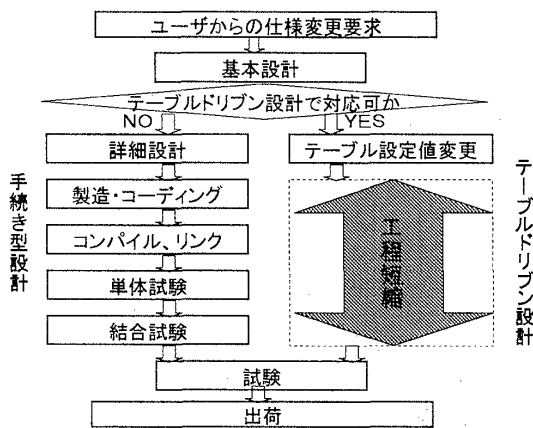 ユーザからの仕様変更要求
基本設計
テーブルドリブン設計で対応可か
NO
YES
詳細設計
テーブル設定値変更
手続き型設計
製造・コーディング
コンパイル、リンク
単体試験
結合試験
工程短縮
テーブルドリブン設計
試験
出荷